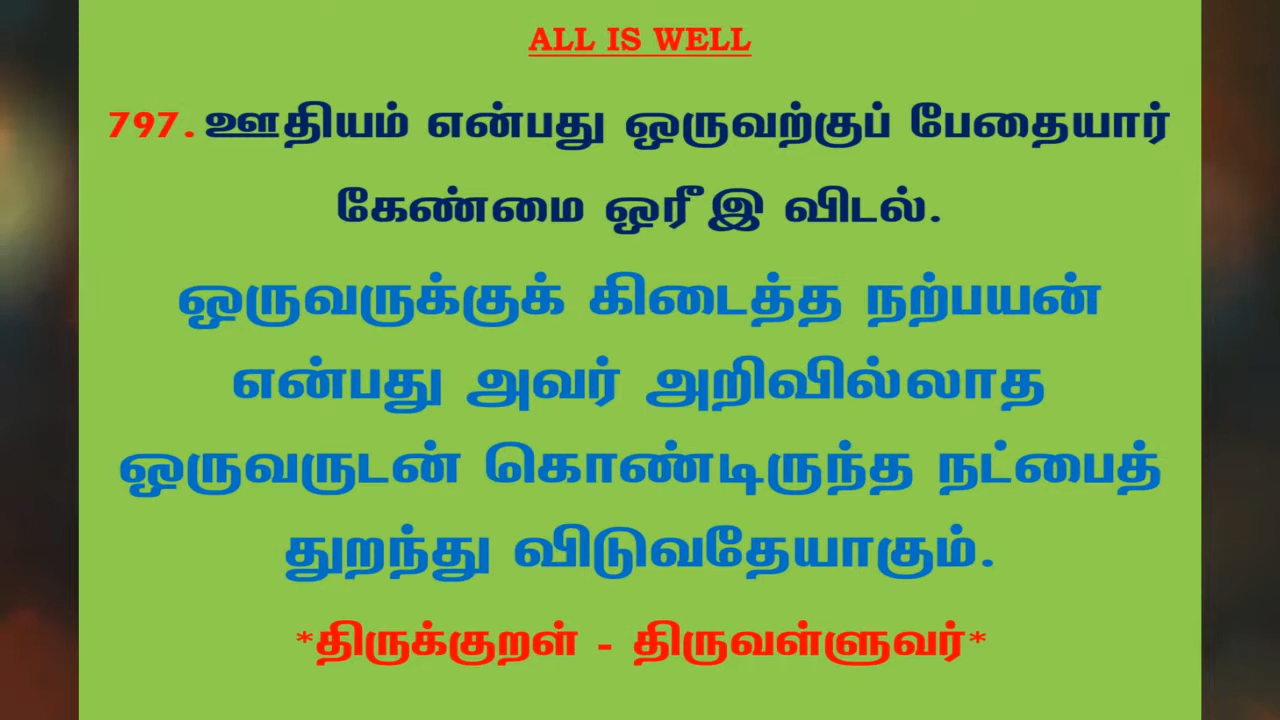 ALL IS WELL
797. ஊதியம் என்பது ஒருவற்குப் பேதையார்
கேண்மை ஒரீஇ விடல்.
ஒருவருக்குக் கிடைத்த நற்பயன்
என்பது அவர் அறிவில்லாத
ஒருவருடன் கொண்டிருந்த நட்பைத்
துறந்து விடுவதேயாகும்.
*திருக்குறள் - திருவள்ளுவர்*